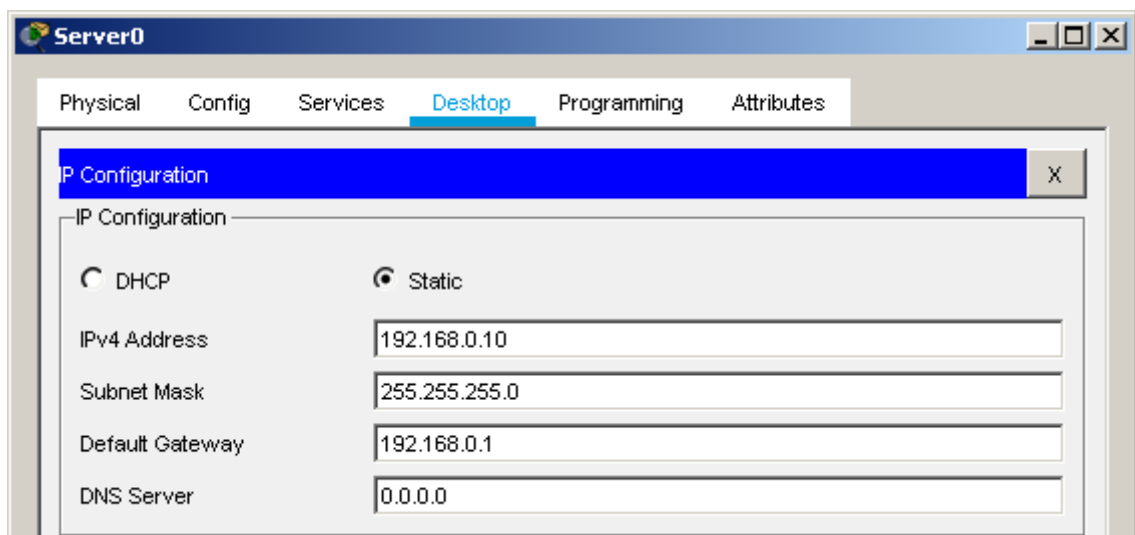 Server0
Physical Config Services Desktop Programming Attributes
IP Configuration X
IP Configuration
DHCP Static
IPv4 Address 192.168.0.10
Subnet Mask 255.255.255.0
Default Gateway 192.168.0.1
DNS Server 0.0.0.0